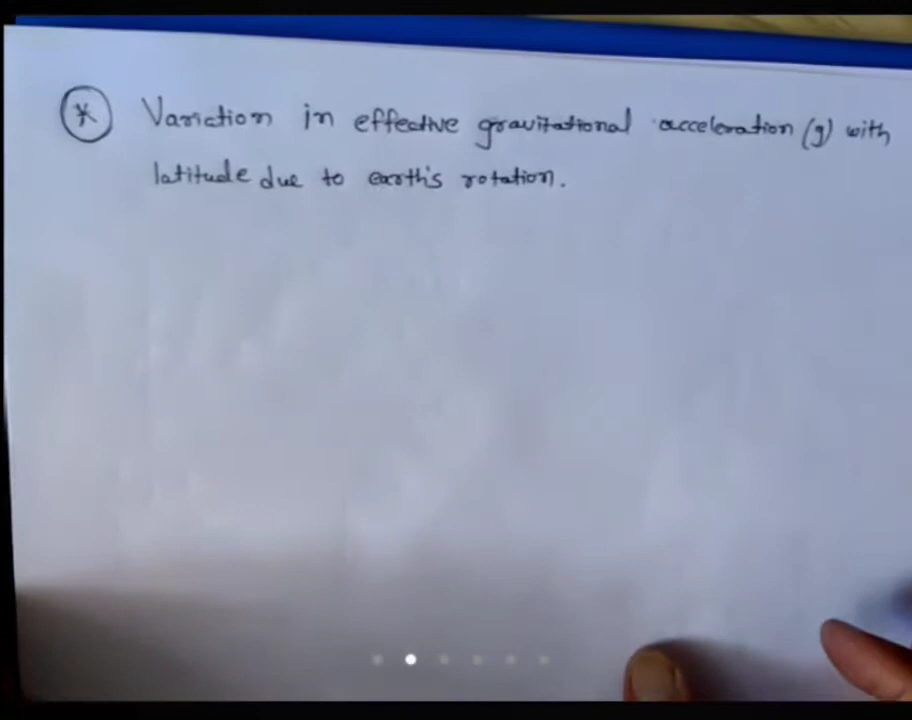 * Variation in effective gravitational acceleration (g) with
latitude due to earth's rotation.